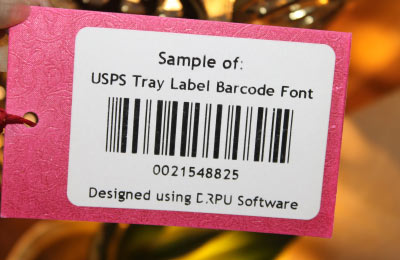 Sample of:
USPS Tray Label Barcode Font
0021548825
Designed using DRPU Software